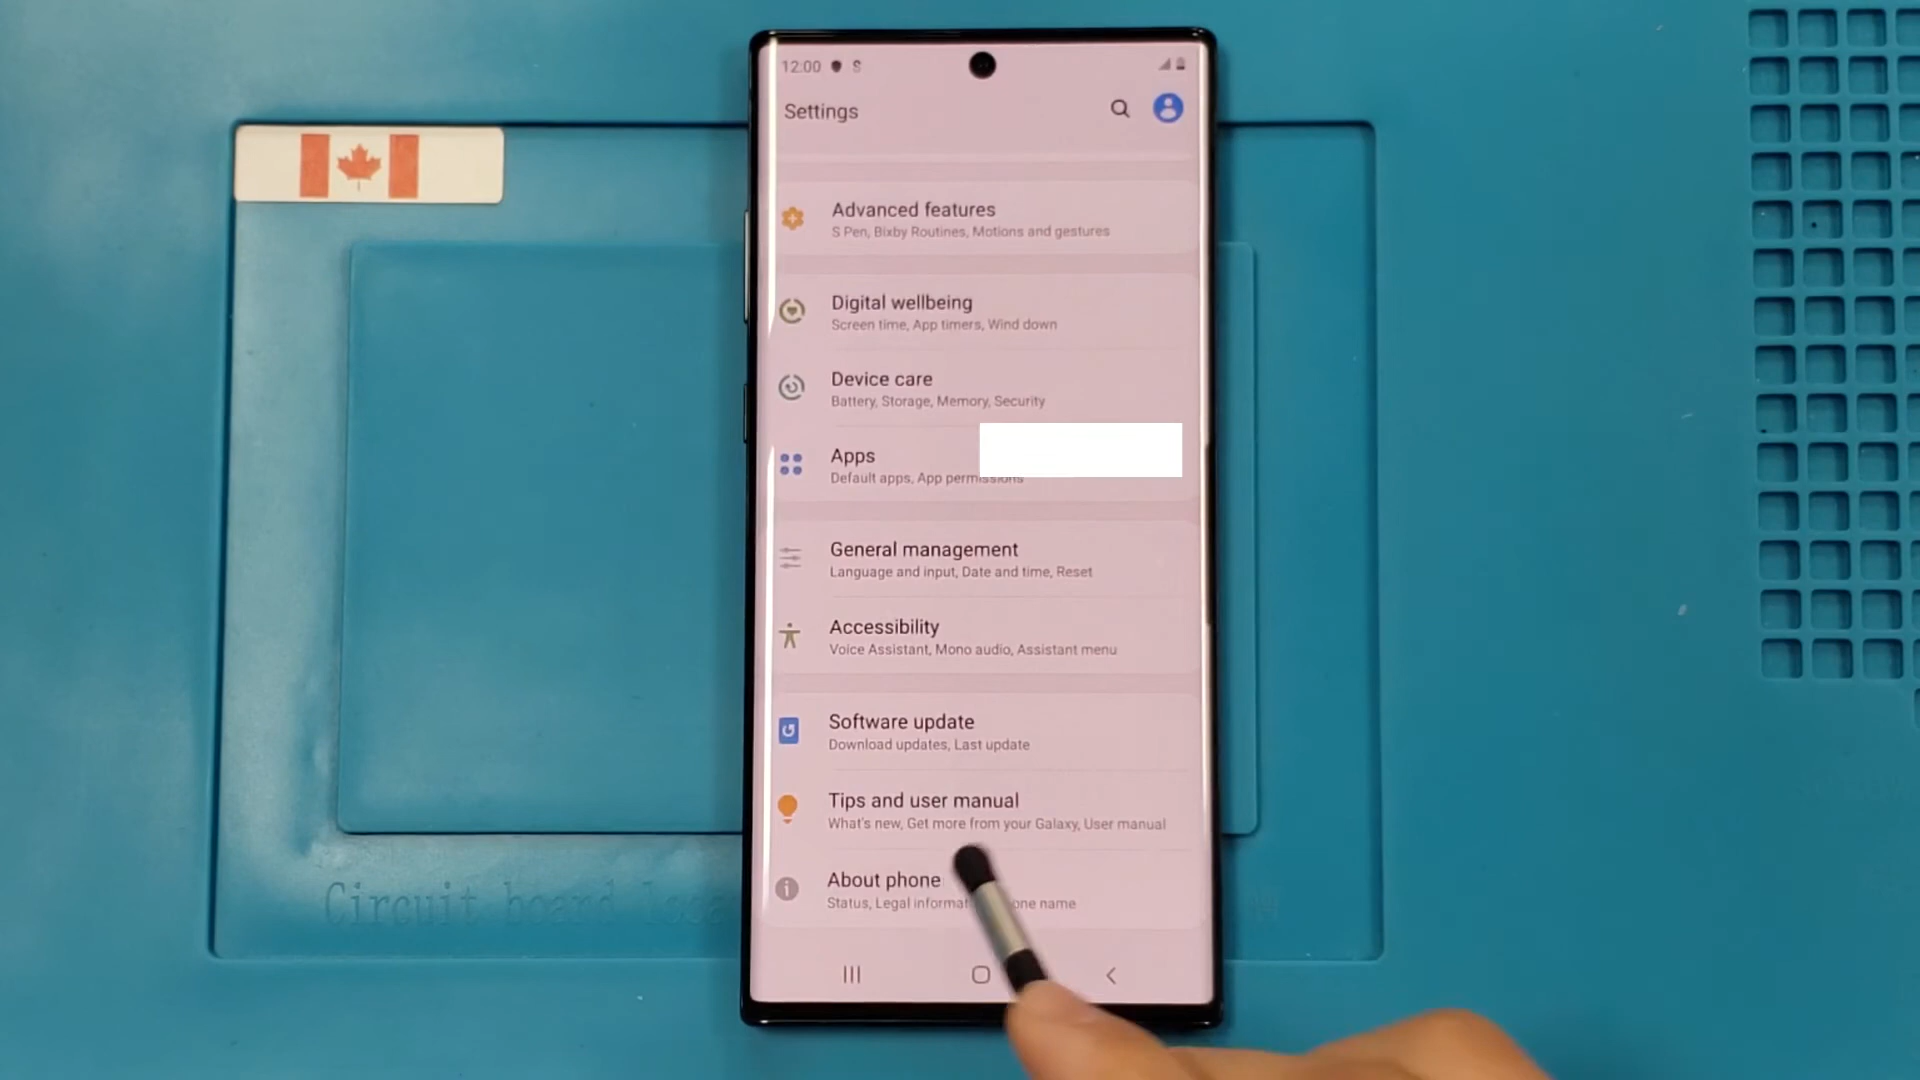 12:00
Settings
Advanced features
S Pen, Bixby Routines, Motions and gestures
Digital wellbeing
Screen time, App timers, Wind down
Device care
Battery, Storage, Memory, Security
Apps
Default apps, App permissions
General management
Language and input, Date and time, Reset
Accessibility
Voice Assistant, Mono audio, Assistant menu
Software update
Download updates, Last update
Tips and user manual
What's new, Get more from your Galaxy, User manual
About phone
Status, Legal name
Circuit board